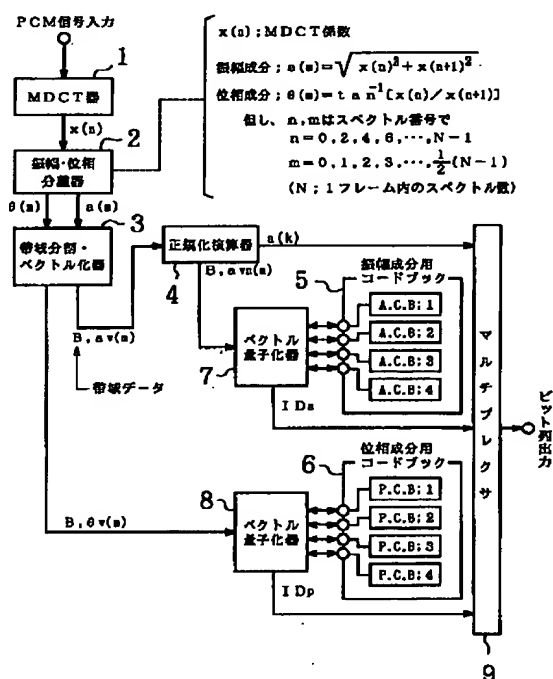 PCM信号入力
1
MDCT器
x(n)
2
振幅・位相
分離器
θ(m)
a(m)
3
帯域分割・
ベクトル化器
B, av(m)
帯域データ
B, θv(m)
x(n);MDCT係数
振幅成分;a(m)=√x(n)²+x(n+1)²
位相成分;θ(m)=tan⁻¹[x(n)/x(n+1)]
但し、n,mはスペクトル番号で
n=0,2,4,6,…,N-1
m=0,1,2,3,…,1/2(N-1)
(N;1フレーム内のスペクトル数)
正規化演算器
4
a(k)
B, avn(m)
5
振幅成分用
コードブック
A.C.B;1
A.C.B;2
A.C.B;3
A.C.B;4
ベクトル
量子化器
7
IDa
6
位相成分用
コードブック
P.C.B;1
P.C.B;2
P.C.B;3
P.C.B;4
8
ベクトル
量子化器
IDp
マルチプレクサ
9
ビット列出力